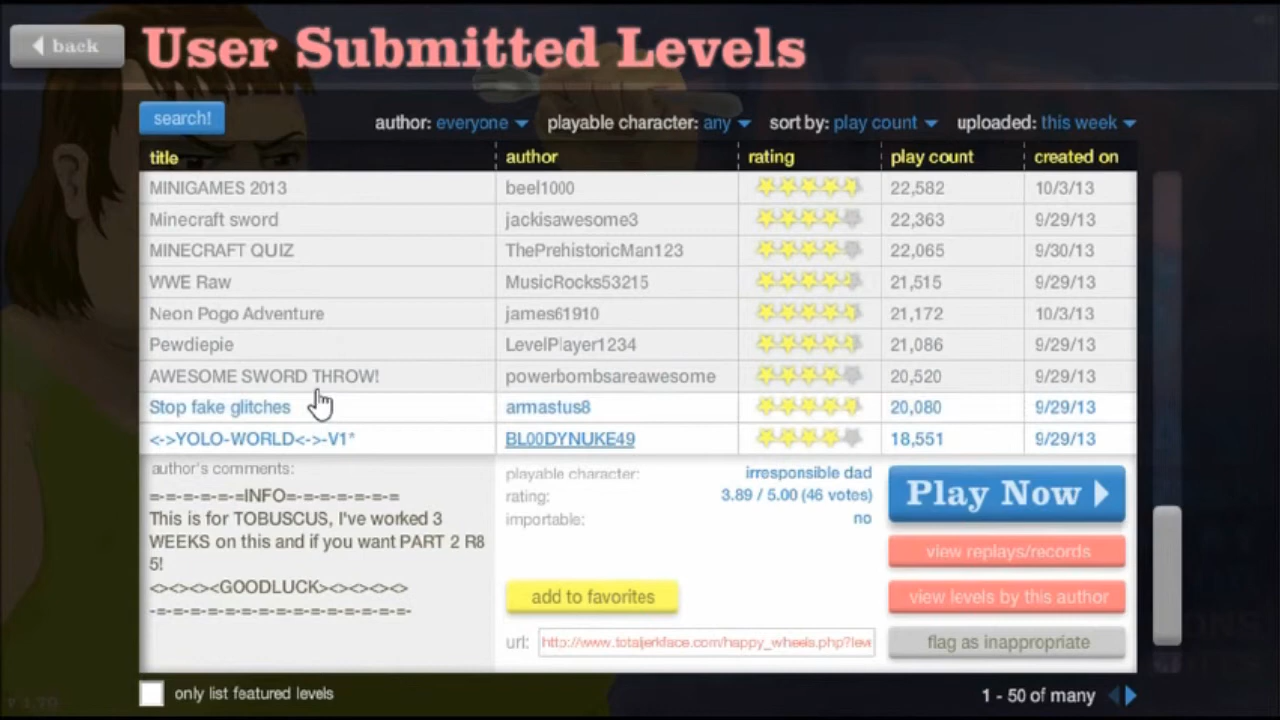 back
User Submitted Levels
search!
author: everyone playable character: any sort by: play count uploaded: this week
title author rating play count created on
MINIGAMES 2013 beel1000 22,582 10/3/13
Minecraft sword jackisawesome3 22,363 9/29/13
MINECRAFT QUIZ ThePrehistoricMan123 22,065 9/30/13
WWE Raw MusicRocks53215 21,515 9/29/13
Neon Pogo Adventure james61910 21,172 10/3/13
Pewdiepie LevelPlayer1234 21,086 9/29/13
AWESOME SWORD THROW! powerbombsareawesome 20,520 9/29/13
Stop fake glitches armastus8 20,080 9/29/13
<->YOLO-WORLD<->-V1* BL00DYNUKE49 18,551 9/29/13
author's comments:
=-=-=-=-=INFO=-=-=-=-=-=-=
This is for TOBUSCUS, I've worked 3
WEEKS on this and if you want PART 2 R8
5!
<><><><GOODLUCK><><><><>
-=-=-=-=-=-=-=-=-=-=-=-=-=-
playable character: irresponsible dad
rating: 3.89 / 5.00 (46 votes)
importable: no
add to favorites
url: http://www.totaljerkface.com/happy_wheels.php?lev
Play Now
view replays/records
view levels by this author
flag as inappropriate
only list featured levels
1 - 50 of many